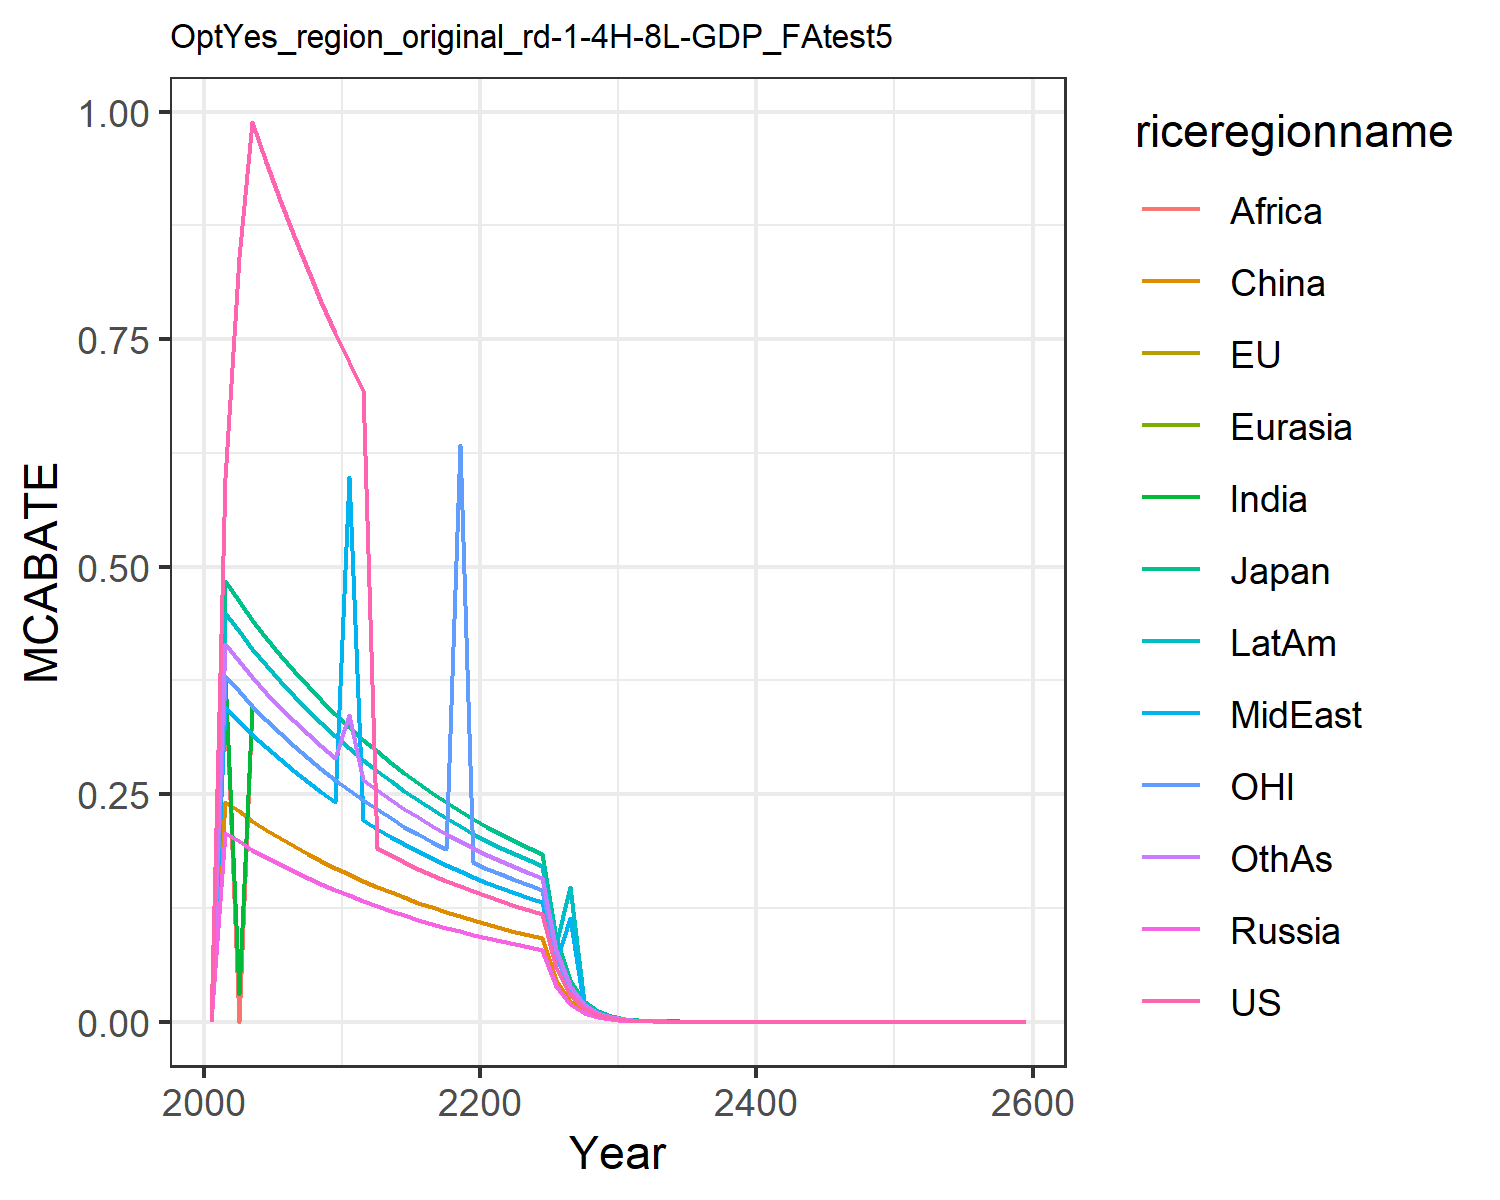 OptYes_region_original_rd-1-4H-8L-GDP_FAtest5
1.00
0.75
0.50
0.25
0.00
MCABATE
2000 2200 2400 2600
Year
riceregionname
Africa
China
EU
Eurasia
India
Japan
LatAm
MidEast
OHI
OthAs
Russia
US